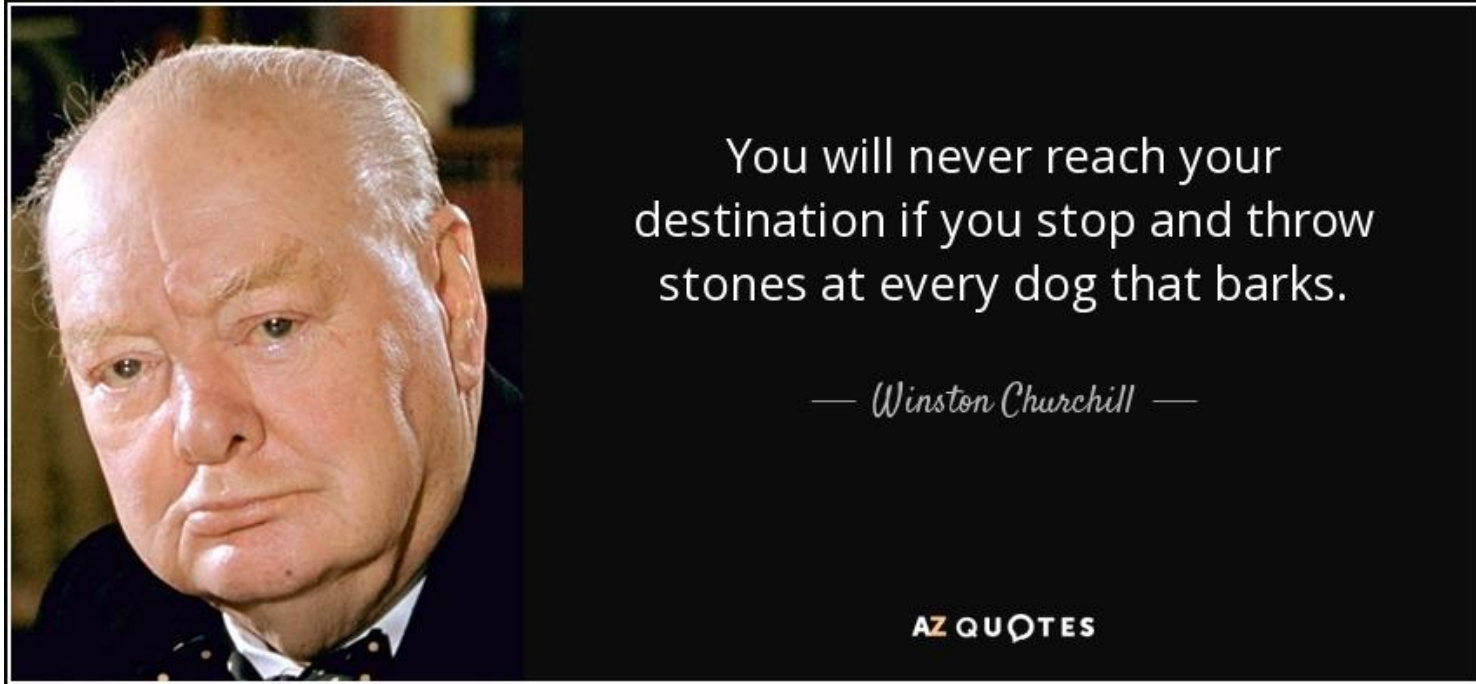 You will never reach your
destination if you stop and throw
stones at every dog that barks.
Winston Churchill
AZ QUOTES